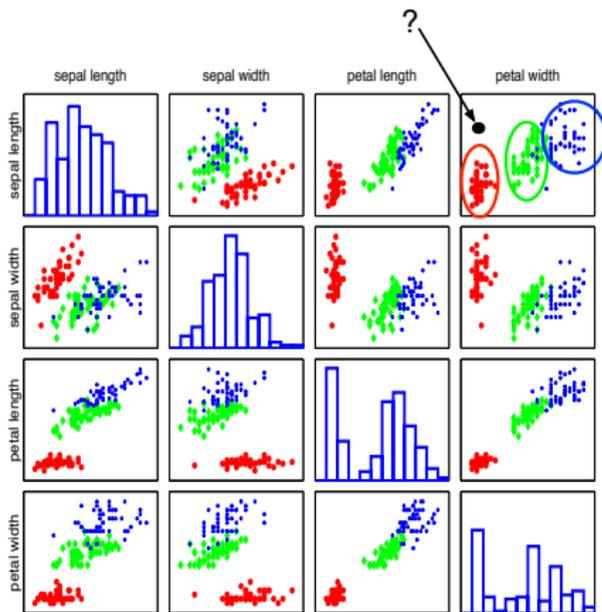 ?
sepal length sepal width petal length petal width
sepal length
sepal width
petal length
petal width